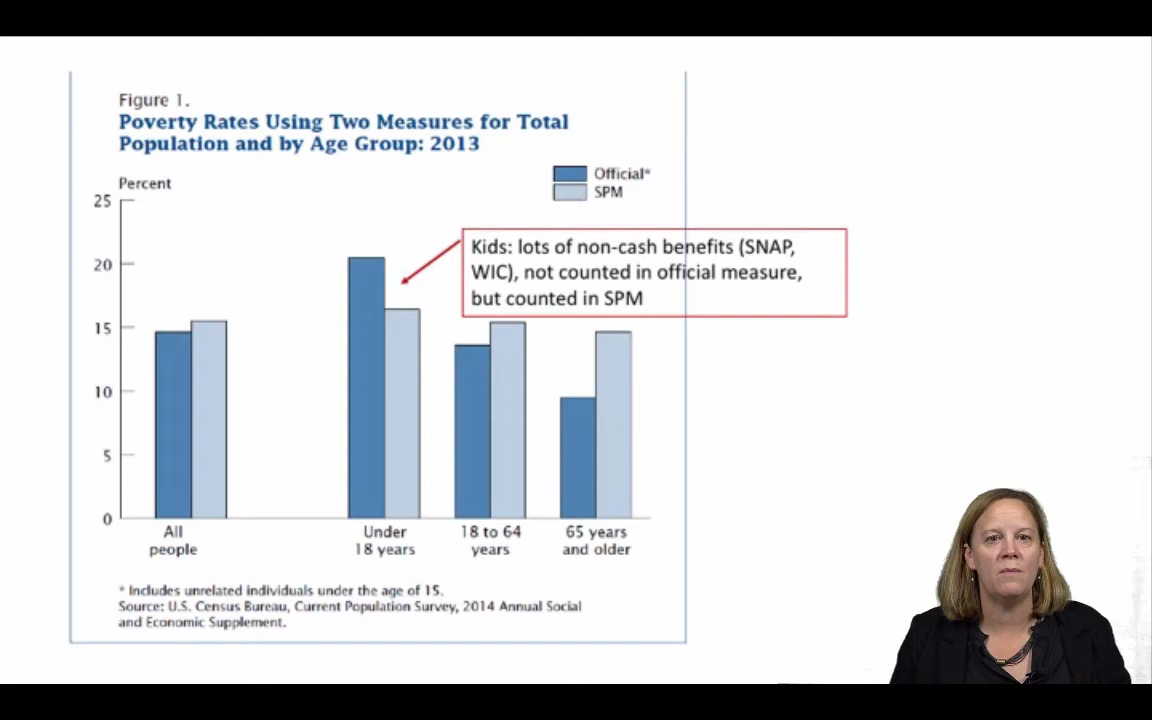 Figure 1.
Poverty Rates Using Two Measures for Total
Population and by Age Group: 2013
Official*
SPM
Percent
25
20
15
10
5
0
Kids: lots of non-cash benefits (SNAP,
WIC), not counted in official measure,
but counted in SPM
All
people
Under
18 years
18 to 64
years
65 years
and older
* Includes unrelated individuals under the age of 15.
Source: U.S. Census Bureau, Current Population Survey, 2014 Annual Social
and Economic Supplement.